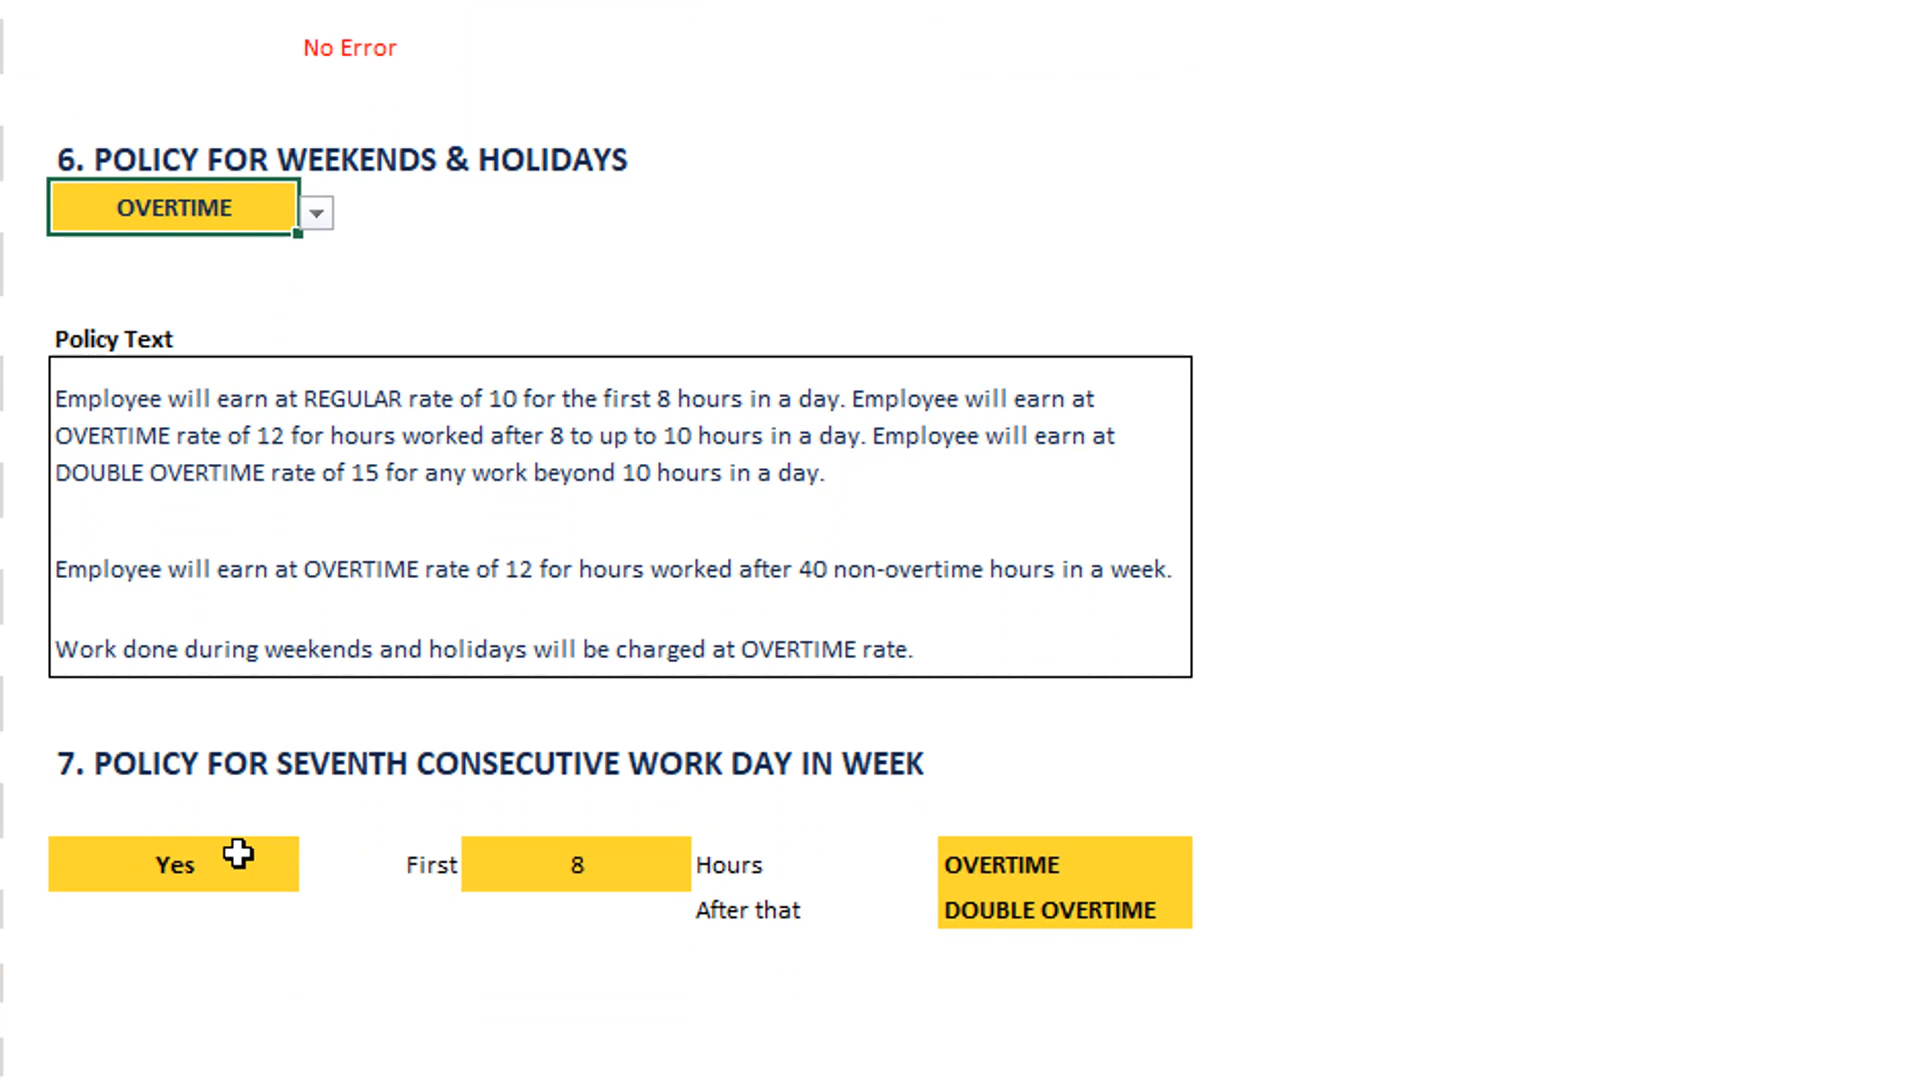 No Error
6. POLICY FOR WEEKENDS & HOLIDAYS
OVERTIME
Policy Text
Employee will earn at REGULAR rate of 10 for the first 8 hours in a day. Employee will earn at
OVERTIME rate of 12 for hours worked after 8 to up to 10 hours in a day. Employee will earn at
DOUBLE OVERTIME rate of 15 for any work beyond 10 hours in a day.
Employee will earn at OVERTIME rate of 12 for hours worked after 40 non-overtime hours in a week.
Work done during weekends and holidays will be charged at OVERTIME rate.
7. POLICY FOR SEVENTH CONSECUTIVE WORK DAY IN WEEK
Yes First 8 Hours OVERTIME
After that DOUBLE OVERTIME